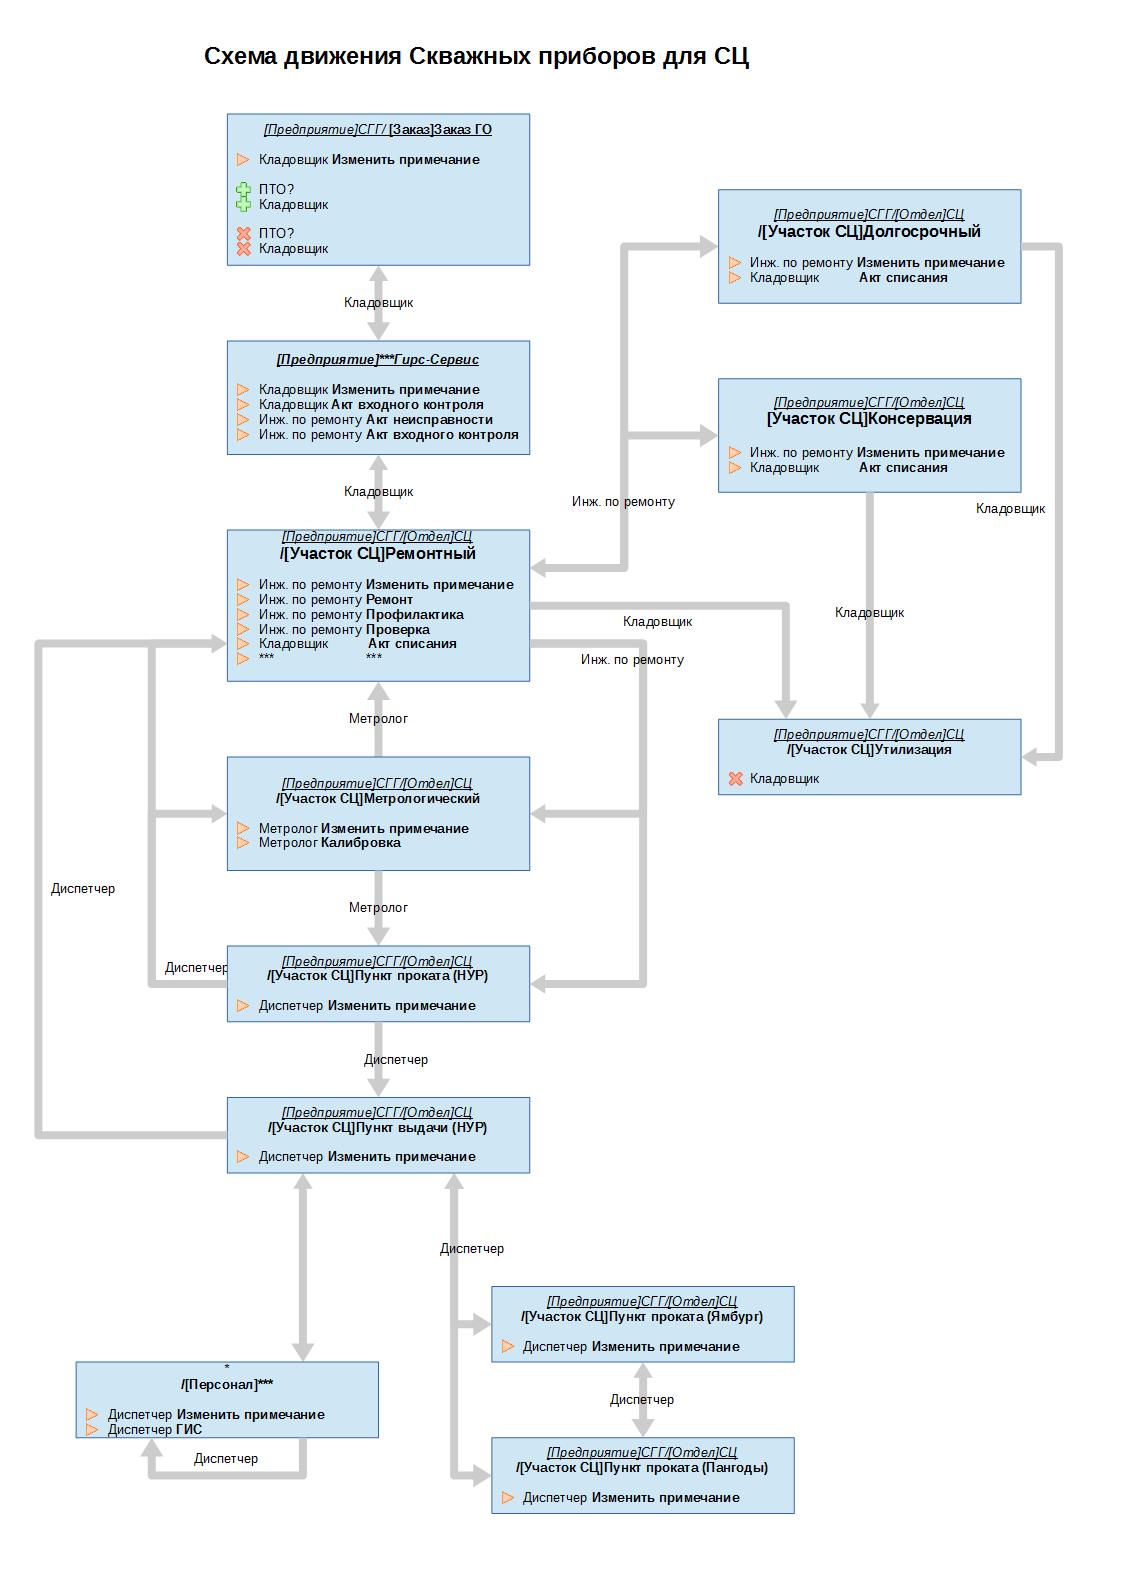 Схема движения Скважных приборов для СЦ
[Предприятие]СГГ/ [Заказ]Заказ ГО
Кладовщик Изменить примечание
ПТО?
Кладовщик
ПТО?
Кладовщик
Кладовщик
[Предприятие]***Гирс-Сервис
Кладовщик Изменить примечание
Кладовщик Акт входного контроля
Инж. по ремонту Акт неисправности
Инж. по ремонту Акт входного контроля
Кладовщик
[Предприятие]СГГ/[Отдел]СЦ
/[Участок СЦ]Ремонтный
Инж. по ремонту Изменить примечание
Инж. по ремонту Ремонт
Инж. по ремонту Профилактика
Инж. по ремонту Проверка
Кладовщик Акт списания
*** ***
[Предприятие]СГГ/[Отдел]СЦ
/[Участок СЦ]Долгосрочный
Инж. по ремонту Изменить примечание
Кладовщик Акт списания
[Предприятие]СГГ/[Отдел]СЦ
[Участок СЦ]Консервация
Инж. по ремонту Изменить примечание
Кладовщик Акт списания
Инж. по ремонту
Кладовщик
Кладовщик
Кладовщик
Инж. по ремонту
[Предприятие]СГГ/[Отдел]СЦ
/[Участок СЦ]Утилизация
Кладовщик
Метролог
[Предприятие]СГГ/[Отдел]СЦ
/[Участок СЦ]Метрологический
Метролог Изменить примечание
Метролог Калибровка
Диспетчер
Метролог
Диспетчер
[Предприятие]СГГ/[Отдел]СЦ
/[Участок СЦ]Пункт проката (НУР)
Диспетчер Изменить примечание
Диспетчер
[Предприятие]СГГ/[Отдел]СЦ
/[Участок СЦ]Пункт выдачи (НУР)
Диспетчер Изменить примечание
Диспетчер
[Предприятие]СГГ/[Отдел]СЦ
/[Участок СЦ]Пункт проката (Ямбург)
Диспетчер Изменить примечание
Диспетчер
*
/[Персонал]***
Диспетчер Изменить примечание
Диспетчер ГИС
Диспетчер
[Предприятие]СГГ/[Отдел]СЦ
/[Участок СЦ]Пункт проката (Пангоды)
Диспетчер Изменить примечание